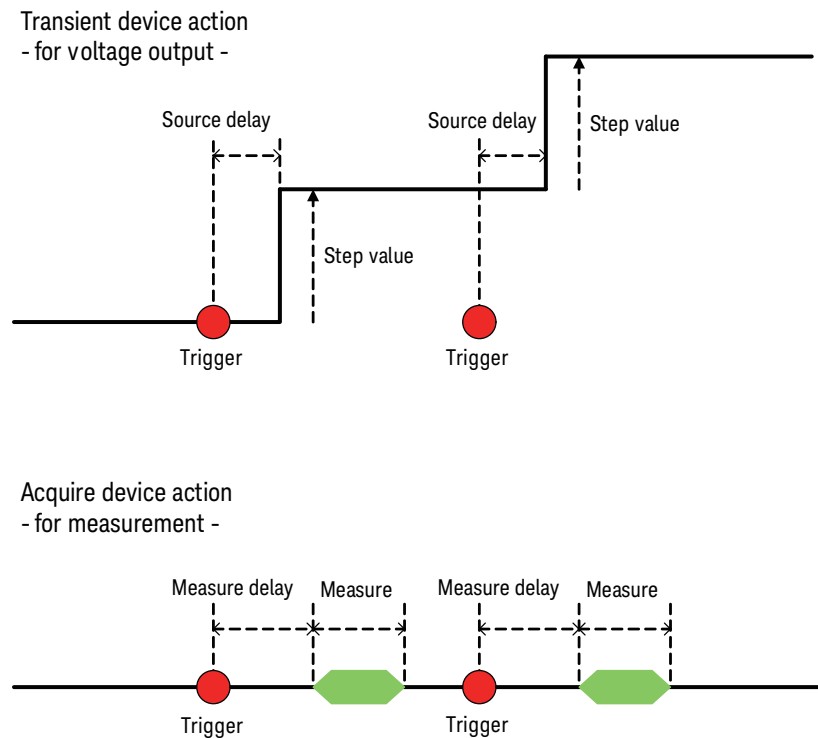 Transient device action
- for voltage output -
Source delay
Source delay
Step value
Step value
Trigger
Trigger
Acquire device action
- for measurement -
Measure delay
Measure
Measure delay
Measure
Trigger
Trigger